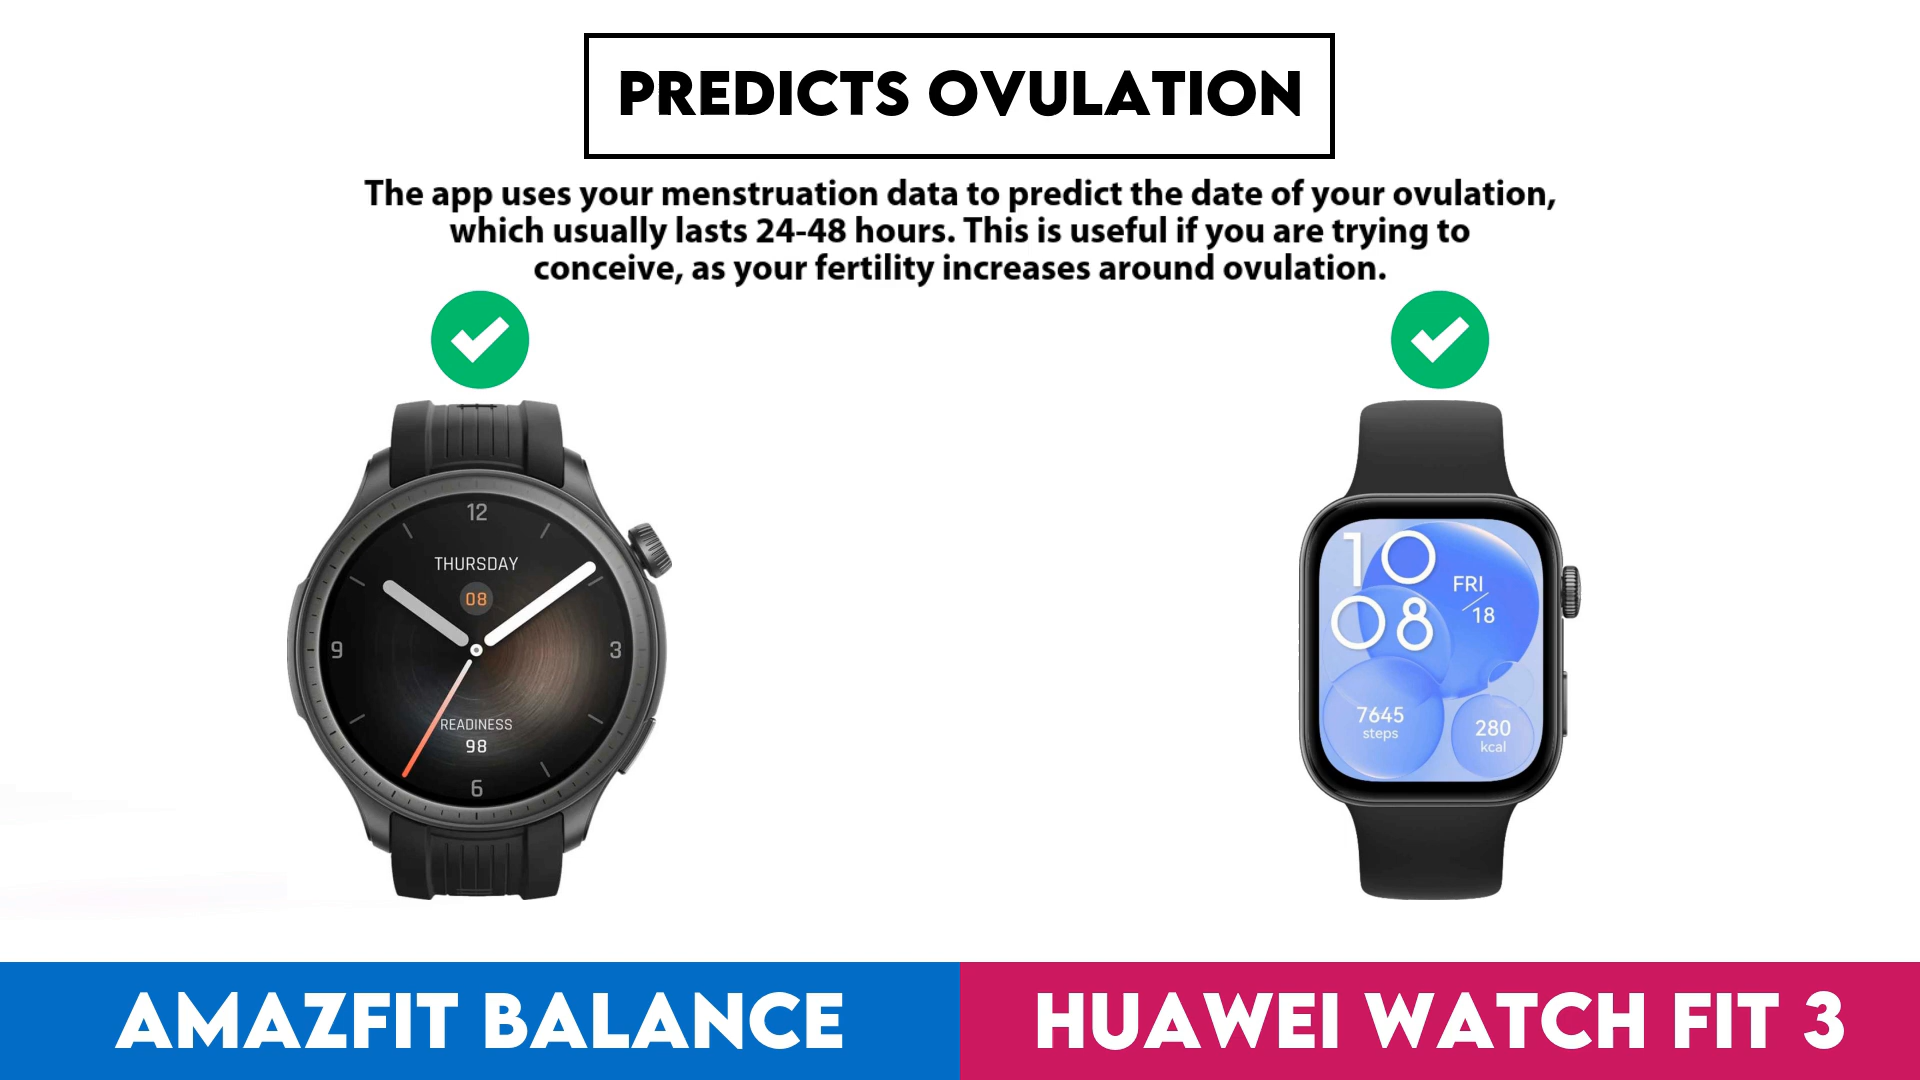 PREDICTS OVULATION
The app uses your menstruation data to predict the date of your ovulation,
which usually lasts 24-48 hours. This is useful if you are trying to
conceive, as your fertility increases around ovulation.
12
THURSDAY
08
9
3
READINESS
98
6
10
08
FRI
18
7645
steps
280
kcal
AMAZFIT BALANCE
HUAWEI WATCH FIT 3